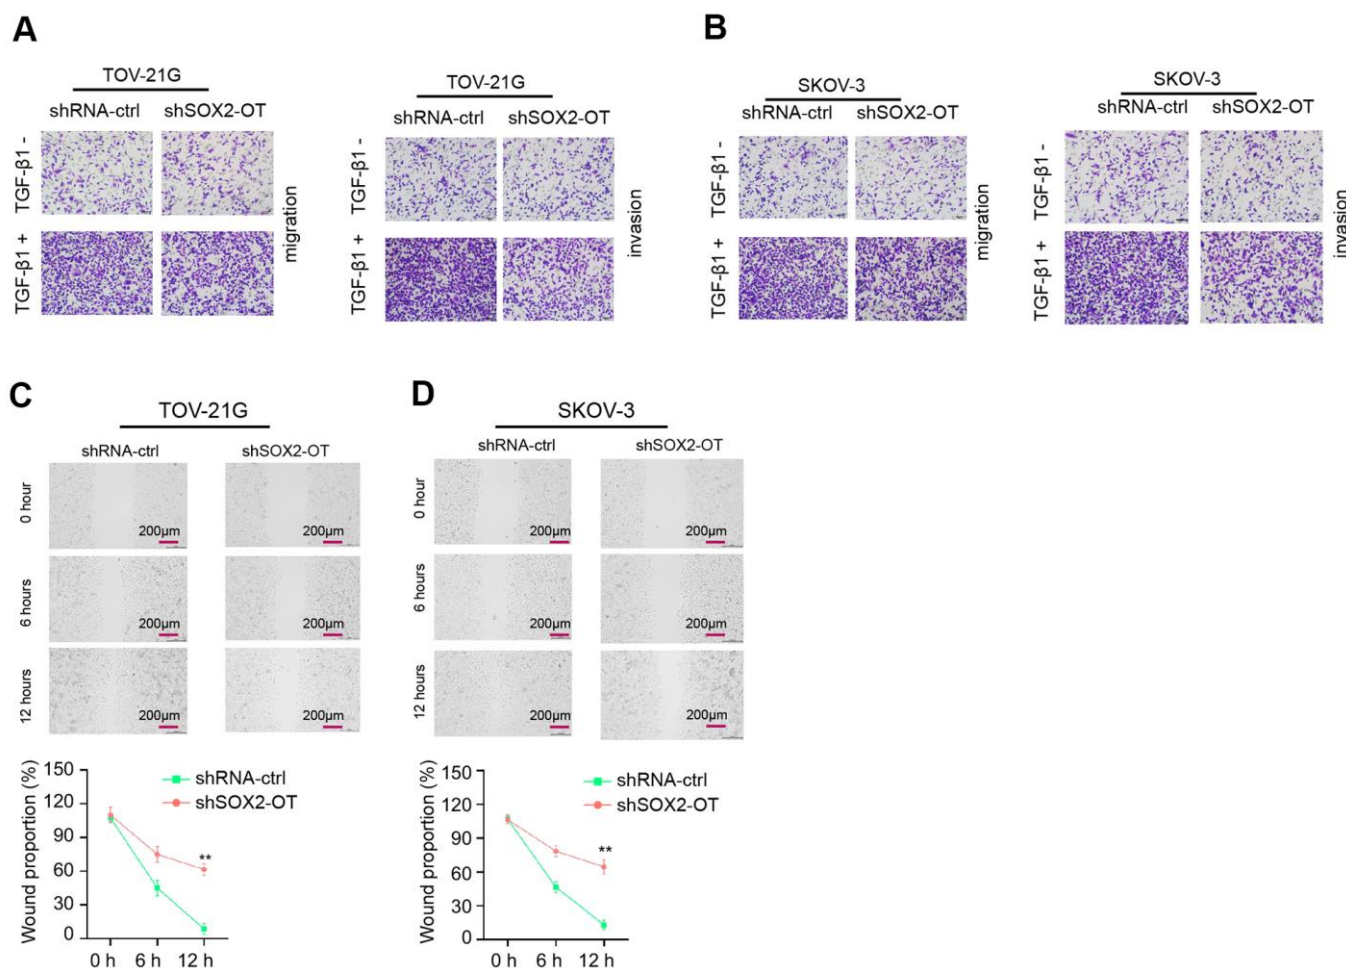 A
TOV-21G
shRNA-ctrl shSOX2-OT
TGF-β1 -
TGF-β1 +
migration
TOV-21G
shRNA-ctrl shSOX2-OT
TGF-β1 -
TGF-β1 +
invasion
B
SKOV-3
shRNA-ctrl shSOX2-OT
TGF-β1 -
TGF-β1 +
migration
SKOV-3
shRNA-ctrl shSOX2-OT
TGF-β1 -
TGF-β1 +
invasion
C
TOV-21G
shRNA-ctrl shSOX2-OT
0 hour
200μm 200μm
6 hours
200μm 200μm
12 hours
200μm 200μm
Wound proportion (%)
150
120
90
60
30
0
shRNA-ctrl
shSOX2-OT
**
0 h 6 h 12 h
D
SKOV-3
shRNA-ctrl shSOX2-OT
0 hour
200μm 200μm
6 hours
200μm 200μm
12 hours
200μm 200μm
Wound proportion (%)
150
120
90
60
30
0
shRNA-ctrl
shSOX2-OT
**
0 h 6 h 12 h